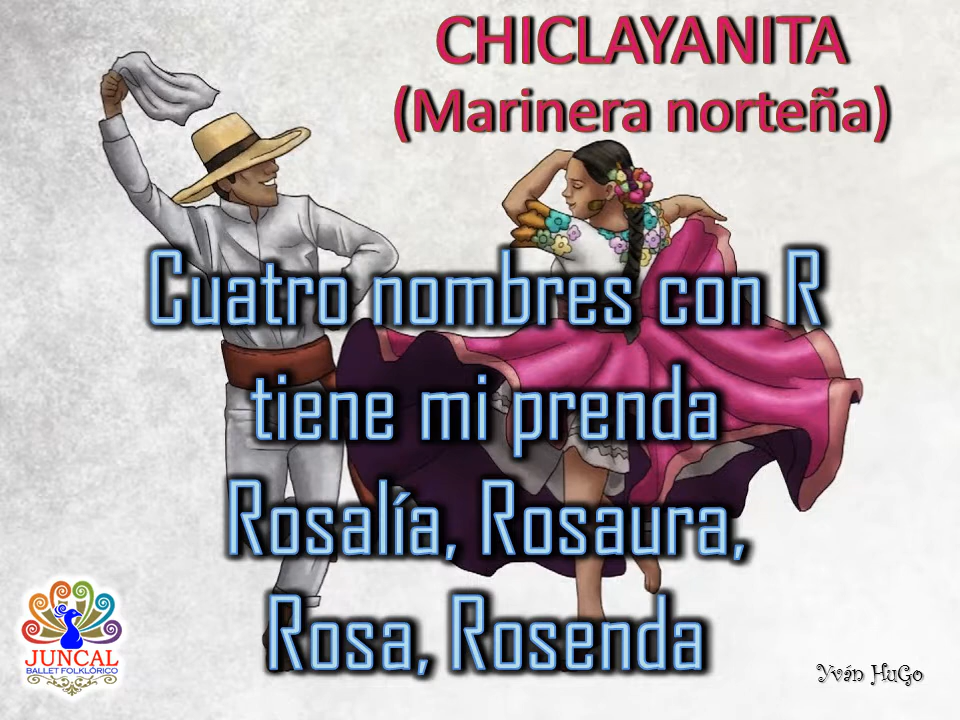 CHICLAYANITA
(Marinera norteña)
Cuatro nombres con R
tiene mi prenda
Rosalía, Rosaura,
Rosa, Rosenda
JUNCAL
BALLET FOLKLÓRICO
Yván HuGo